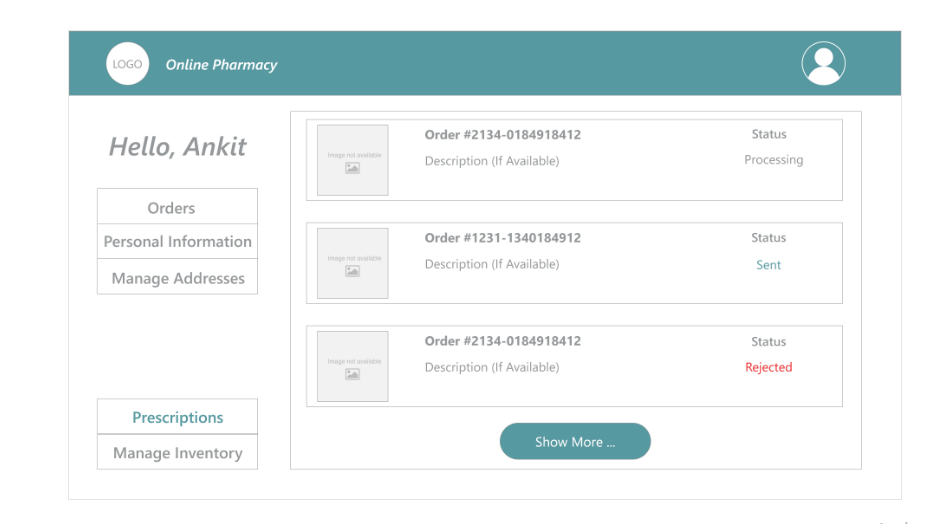 LOGO
Online Pharmacy
Hello, Ankit
Orders
Personal Information
Manage Addresses
Prescriptions
Manage Inventory
Image not available
Order #2134-0184918412
Description (If Available)
Status
Processing
Image not available
Order #1231-1340184912
Description (If Available)
Status
Sent
Image not available
Order #2134-0184918412
Description (If Available)
Status
Rejected
Show More ...